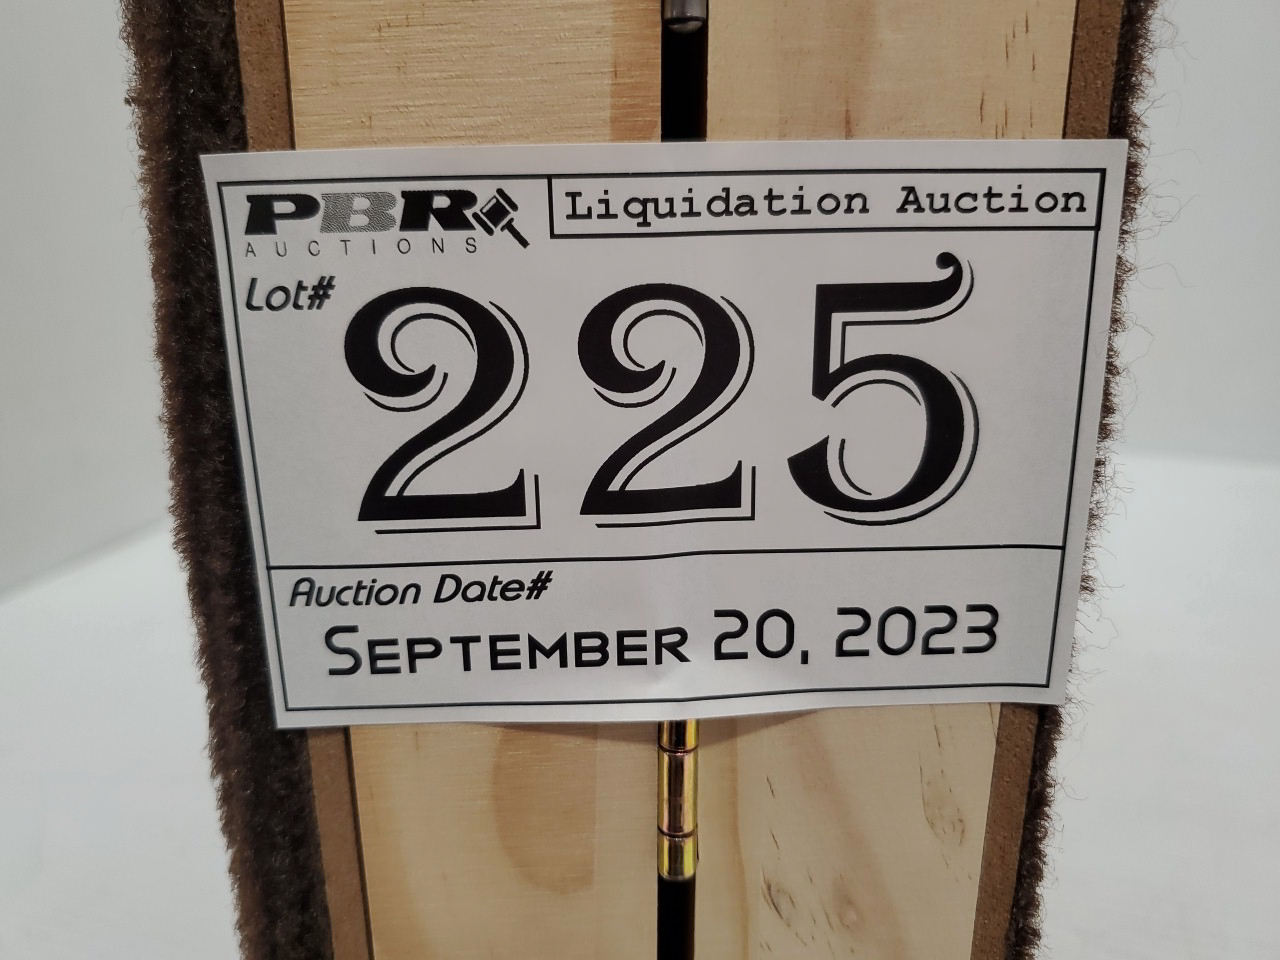 PBR
AUCTIONS
Liquidation Auction
Lot#
225
Auction Date#
SEPTEMBER 20, 2023